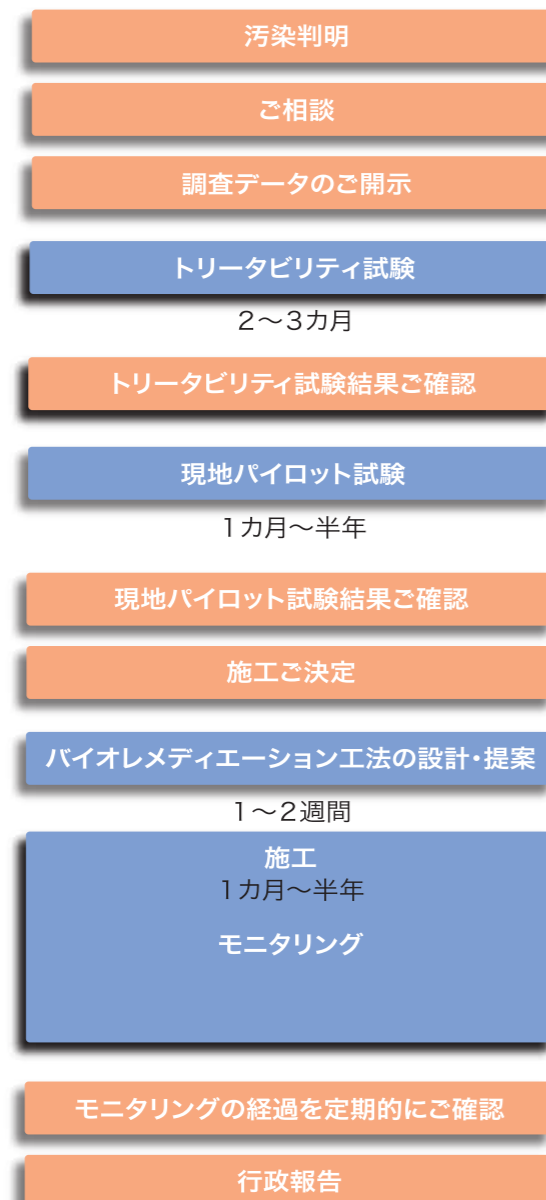 汚染判明
ご相談
調査データのご開示
トリータビリティ試験
2～3カ月
トリータビリティ試験結果ご確認
現地パイロット試験
1カ月～半年
現地パイロット試験結果ご確認
施工ご決定
バイオレメディエーション工法の設計・提案
1～2週間
施工
1カ月～半年
モニタリング
モニタリングの経過を定期的にご確認
行政報告